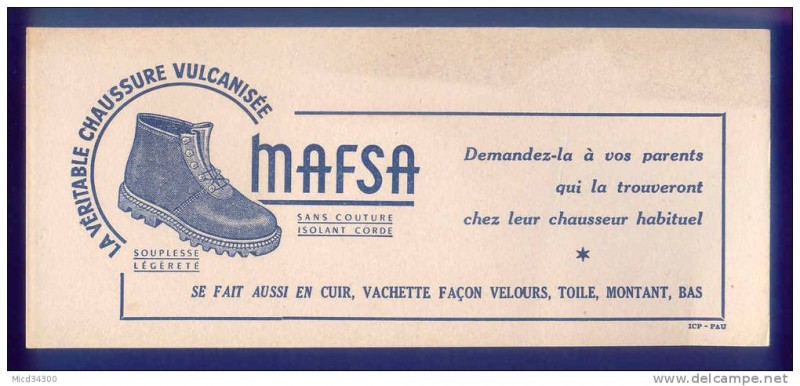 LA VÉRITABLE CHAUSSURE VULCANISÉE
MAFSA
SANS COUTURE
ISOLANT CORDE
SOUPLESSE
LÉGÈRETÉ
Demandez-la à vos parents
qui la trouveront
chez leur chausseur habituel
SE FAIT AUSSI EN CUIR, VACHETTE FAÇON VELOURS, TOILE, MONTANT, BAS
ICP - PAU
Micd34300
delcampe.net